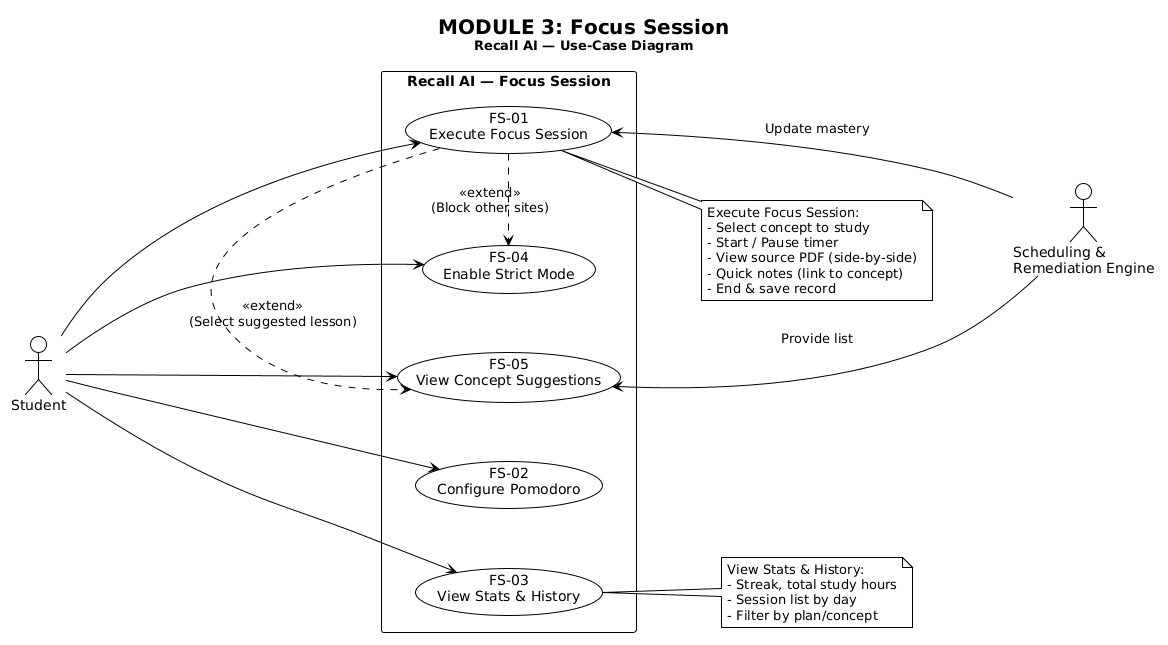 MODULE 3: Focus Session
Recall AI — Use-Case Diagram
Recall AI — Focus Session
FS-01
Execute Focus Session
Update mastery
«extend»
(Block other sites)
Execute Focus Session:
- Select concept to study
- Start / Pause timer
- View source PDF (side-by-side)
- Quick notes (link to concept)
- End & save record
Scheduling &
Remediation Engine
FS-04
Enable Strict Mode
«extend»
(Select suggested lesson)
Provide list
FS-05
View Concept Suggestions
Student
FS-02
Configure Pomodoro
FS-03
View Stats & History
View Stats & History:
- Streak, total study hours
- Session list by day
- Filter by plan/concept